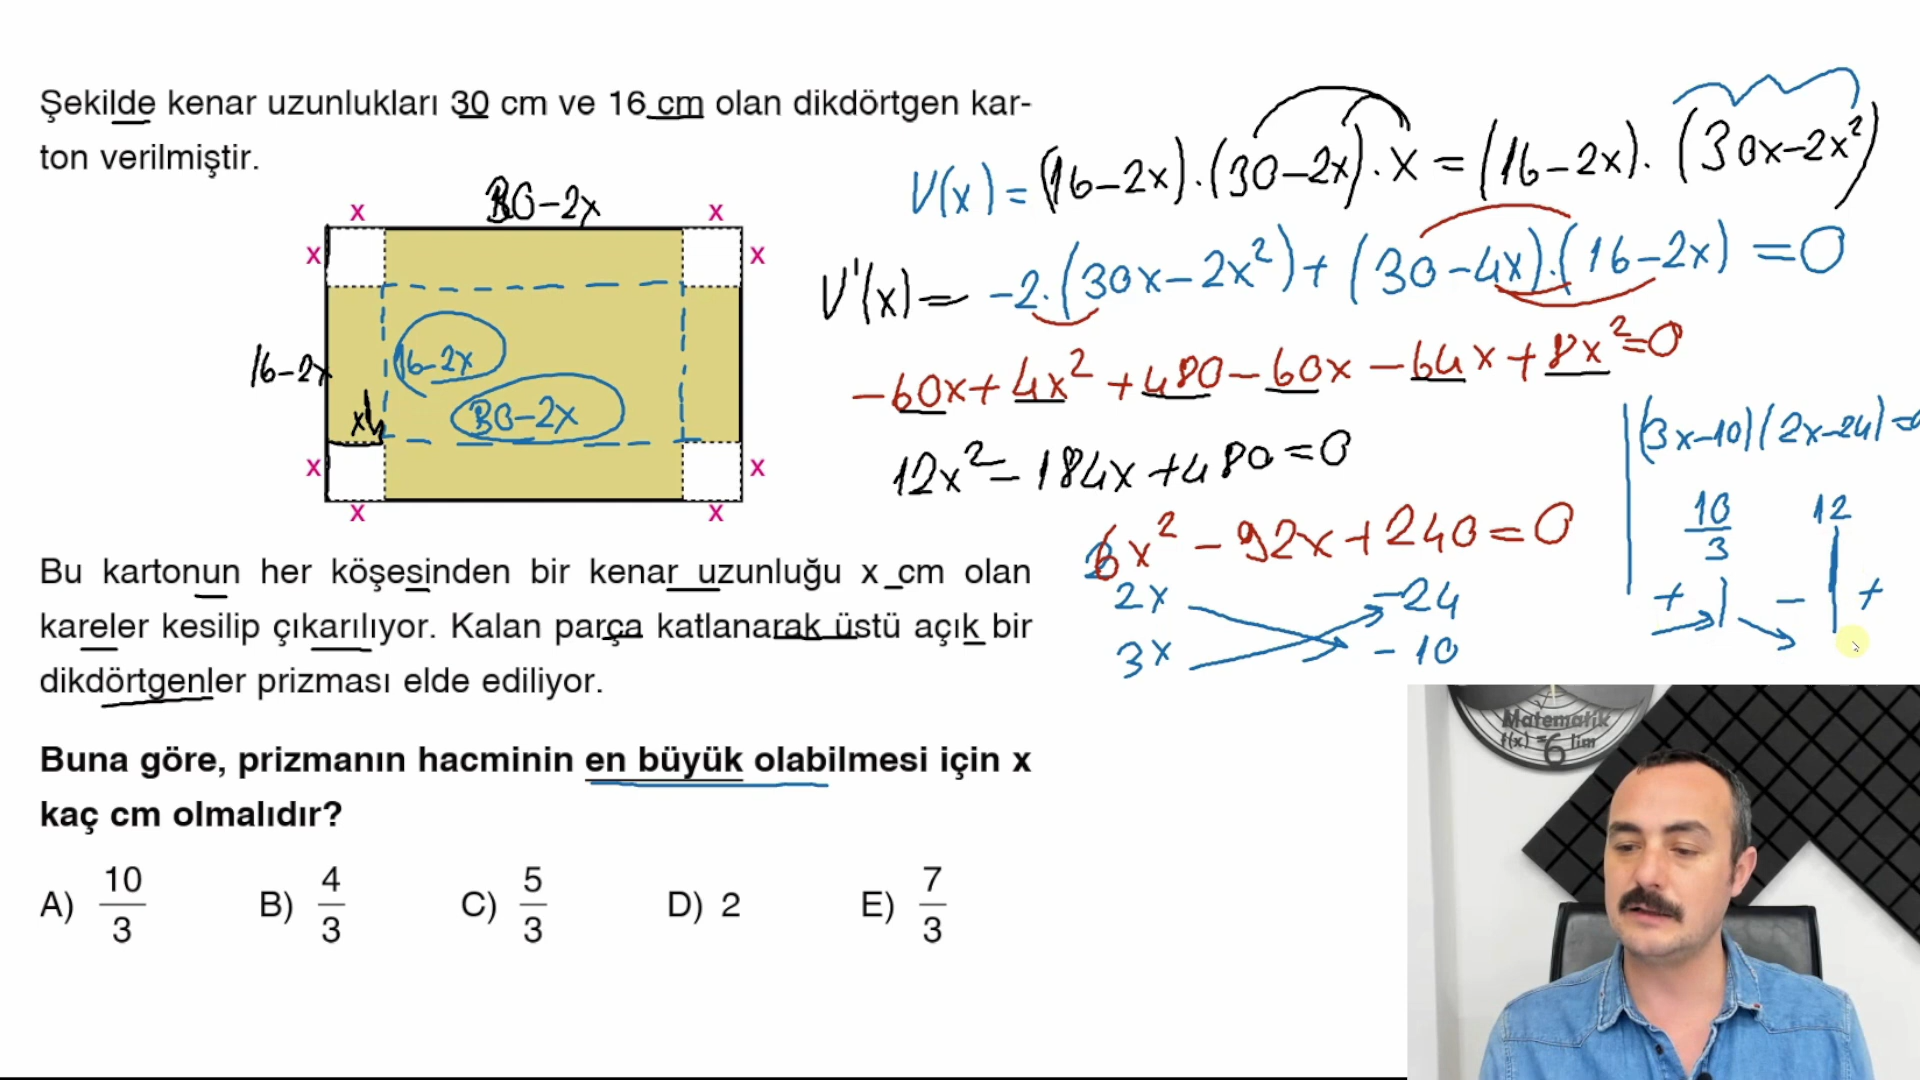 Şekilde kenar uzunlukları 30 cm ve 16 cm olan dikdörtgen kar-
ton verilmiştir.
30-2x
x x
x x
16-2x
16-2x
30-2x
x
x x
x x
Bu kartonun her köşesinden bir kenar uzunluğu x cm olan
kareler kesilip çıkarılıyor. Kalan parça katlanarak üstü açık bir
dikdörtgenler prizması elde ediliyor.
Buna göre, prizmanın hacminin en büyük olabilmesi için x
kaç cm olmalıdır?
A) 10/3 B) 4/3 C) 5/3 D) 2 E) 7/3
V(x) = (16-2x).(30-2x).x = (16-2x).(30x-2x²)
V'(x) = -2.(30x-2x²)+(30-4x).(16-2x) = 0
-60x+4x²+480-60x-64x+8x²=0
12x²-184x+480=0
6x²-92x+240=0
2x -24
3x -10
(3x-10)(2x-24)=0
10/3 12
+ - +
Matematik
f(x) = 6 lim